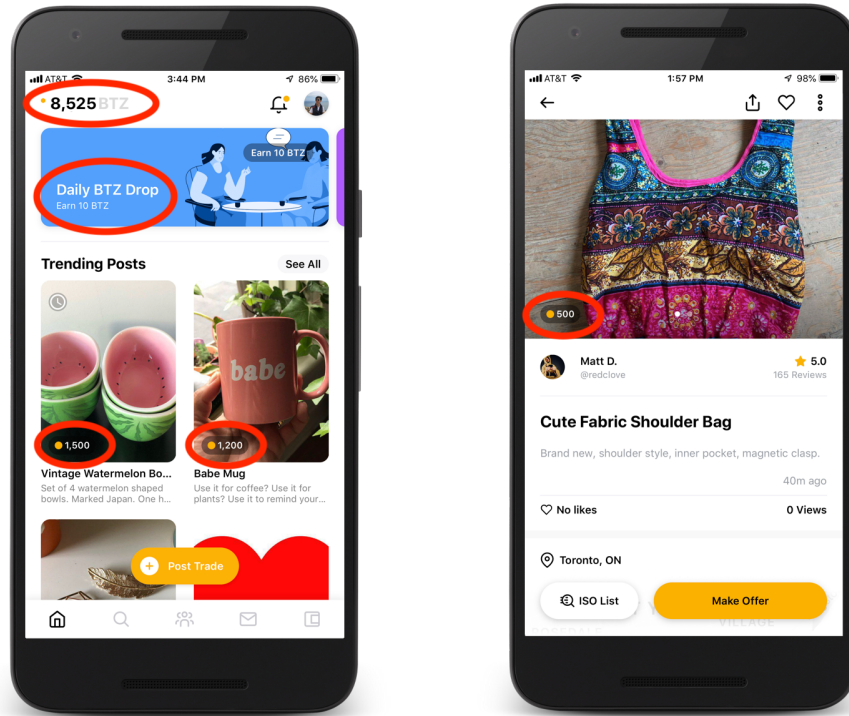 AT&T
3:44 PM
86%
8,525 BTZ
Earn 10 BTZ
Daily BTZ Drop
Earn 10 BTZ
Trending Posts
See All
babe
1,500
1,200
Vintage Watermelon Bo...
Set of 4 watermelon shaped
bowls. Marked Japan. One h...
Babe Mug
Use it for coffee? Use it for
plants? Use it to remind your...
Post Trade
AT&T
1:57 PM
98%
500
Matt D.
@redclove
5.0
165 Reviews
Cute Fabric Shoulder Bag
Brand new, shoulder style, inner pocket, magnetic clasp.
40m ago
No likes
0 Views
Toronto, ON
ISO List
Make Offer
VILLAGE